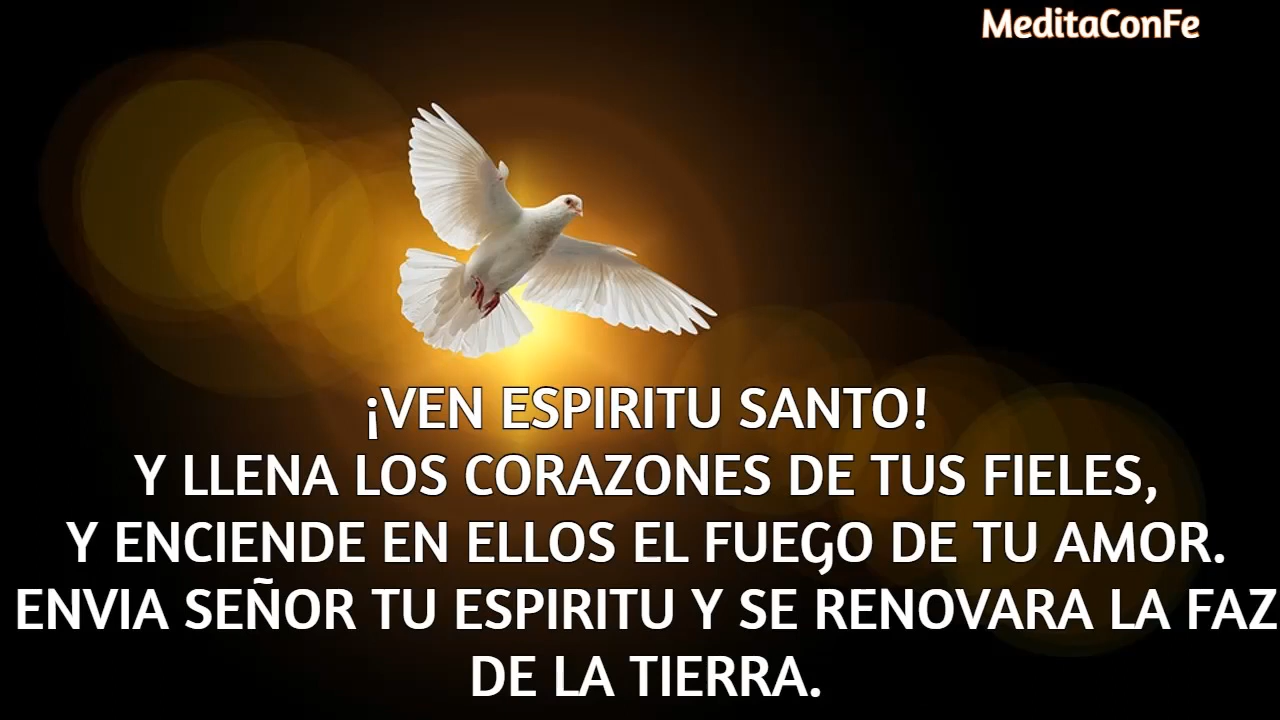 MeditaConFe
¡VEN ESPIRITU SANTO!
Y LLENA LOS CORAZONES DE TUS FIELES,
Y ENCIENDE EN ELLOS EL FUEGO DE TU AMOR.
ENVIA SEÑOR TU ESPIRITU Y SE RENOVARA LA FAZ
DE LA TIERRA.